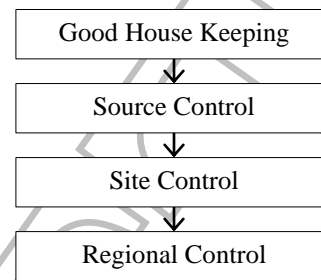 Good House Keeping
Source Control
Site Control
Regional Control